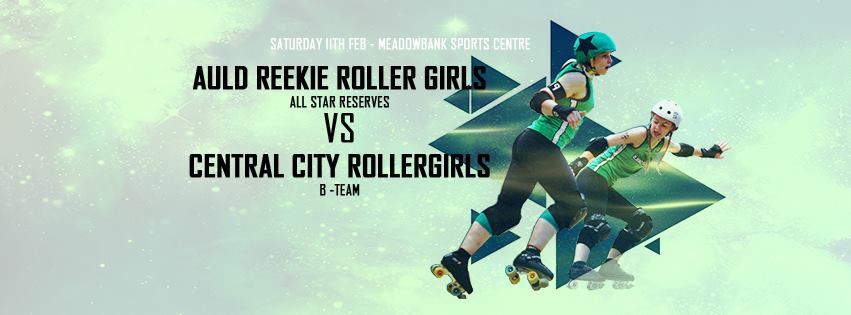 SATURDAY 11TH FEB - MEADOWBANK SPORTS CENTRE
AULD REEKIE ROLLER GIRLS
ALL STAR RESERVES
VS
CENTRAL CITY ROLLERGIRLS
B -TEAM